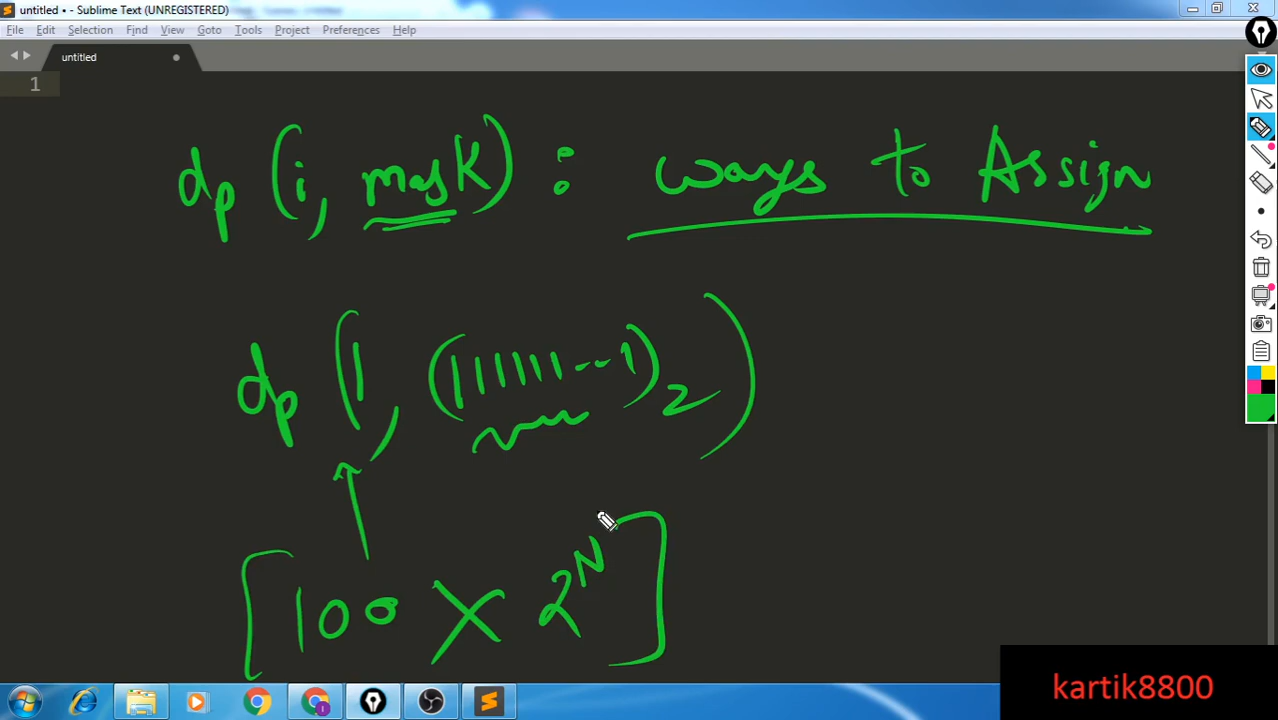 untitled • - Sublime Text (UNREGISTERED)
File Edit Selection Find View Goto Tools Project Preferences Help
untitled
1
dp (i, mask) : ways to Assign
dp (1, (111111--1)2)
[100 X 2^N]
kartik8800